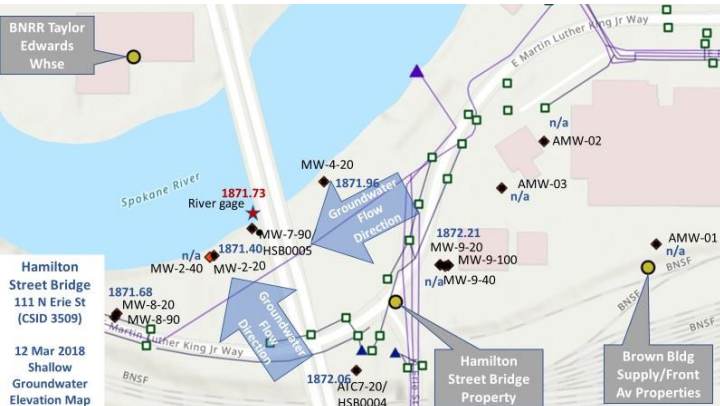 BNRR Taylor
Edwards
Whse
E Martin Luther King Jr Way
n/a
AMW-02
MW-4-20
1871.96
AMW-03
n/a
Spokane River
1871.73
River gage
Groundwater
Flow
Direction
MW-7-90
HSB0005
1871.40
n/a
MW-2-40
MW-2-20
1872.21
MW-9-20
MW-9-100
n/a
MW-9-40
AMW-01
n/a
BNSF
BNSF
Hamilton
Street Bridge
111 N Erie St
(CSID 3509)
12 Mar 2018
Shallow
Groundwater
Elevation Map
1871.68
MW-8-20
MW-8-90
Martin Luther King Jr Way
BNSF
Groundwater
Flow
Direction
1872.06
ATC7-20/
HSB0004
Hamilton
Street Bridge
Property
Brown Bldg
Supply/Front
Av Properties